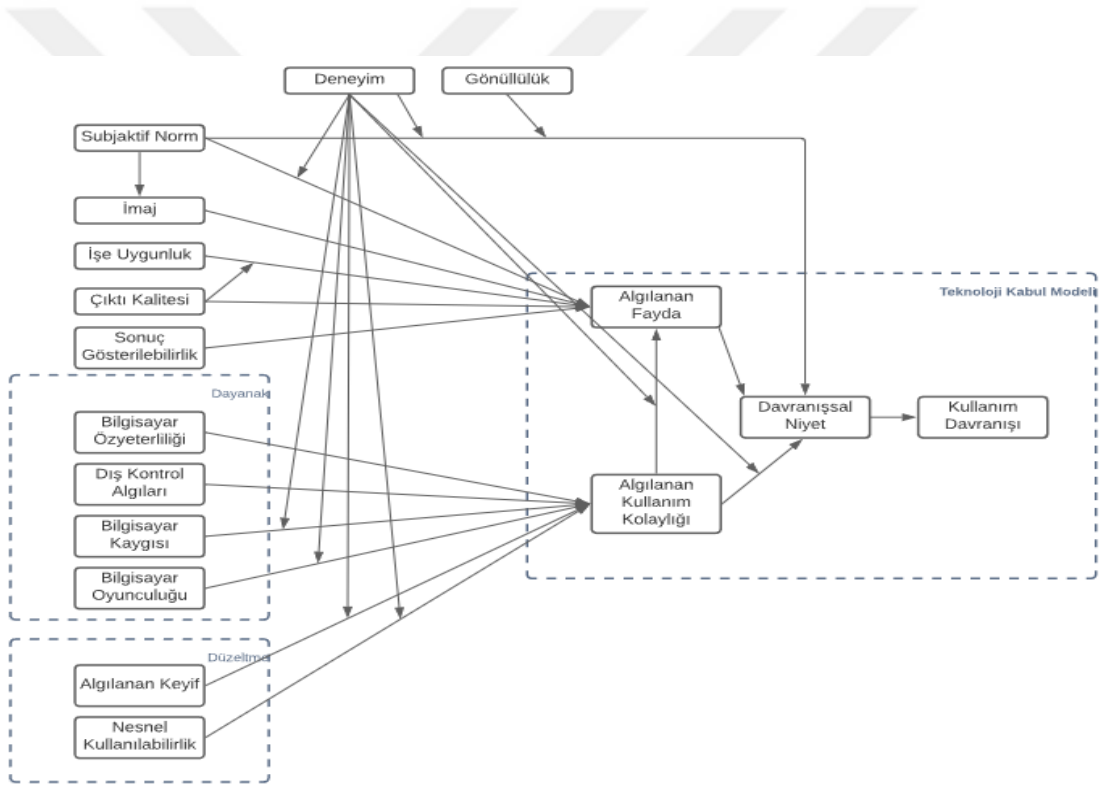 Deneyim
Gönüllülük
Subjaktif Norm
İmaj
İşe Uygunluk
Çıktı Kalitesi
Sonuç
Gösterilebilirlik
Teknoloji Kabul Modeli
Algılanan
Fayda
Dayanak
Bilgisayar
Özyeterliliği
Dış Kontrol
Algıları
Bilgisayar
Kaygısı
Bilgisayar
Oyunculuğu
Davranışsal
Niyet
Kullanım
Davranışı
Algılanan
Kullanım
Kolaylığı
Düzeltme
Algılanan Keyif
Nesnel
Kullanılabilirlik